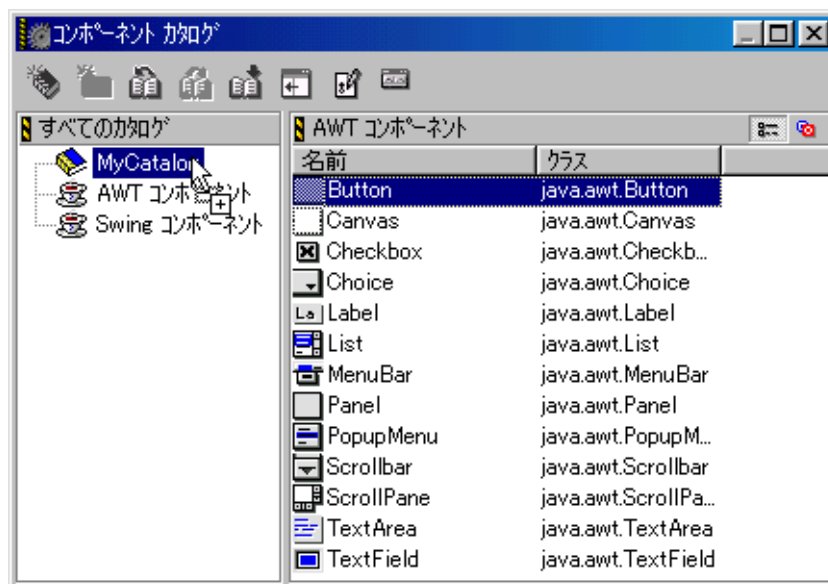 コンポーネント カタログ
すべてのカタログ
MyCatalog
AWT コンポーネント
Swing コンポーネント
AWT コンポーネント
名前 クラス
Button java.awt.Button
Canvas java.awt.Canvas
Checkbox java.awt.Checkb...
Choice java.awt.Choice
Label java.awt.Label
List java.awt.List
MenuBar java.awt.MenuBar
Panel java.awt.Panel
PopupMenu java.awt.PopupM...
Scrollbar java.awt.Scrollbar
ScrollPane java.awt.ScrollPa...
TextArea java.awt.TextArea
TextField java.awt.TextField